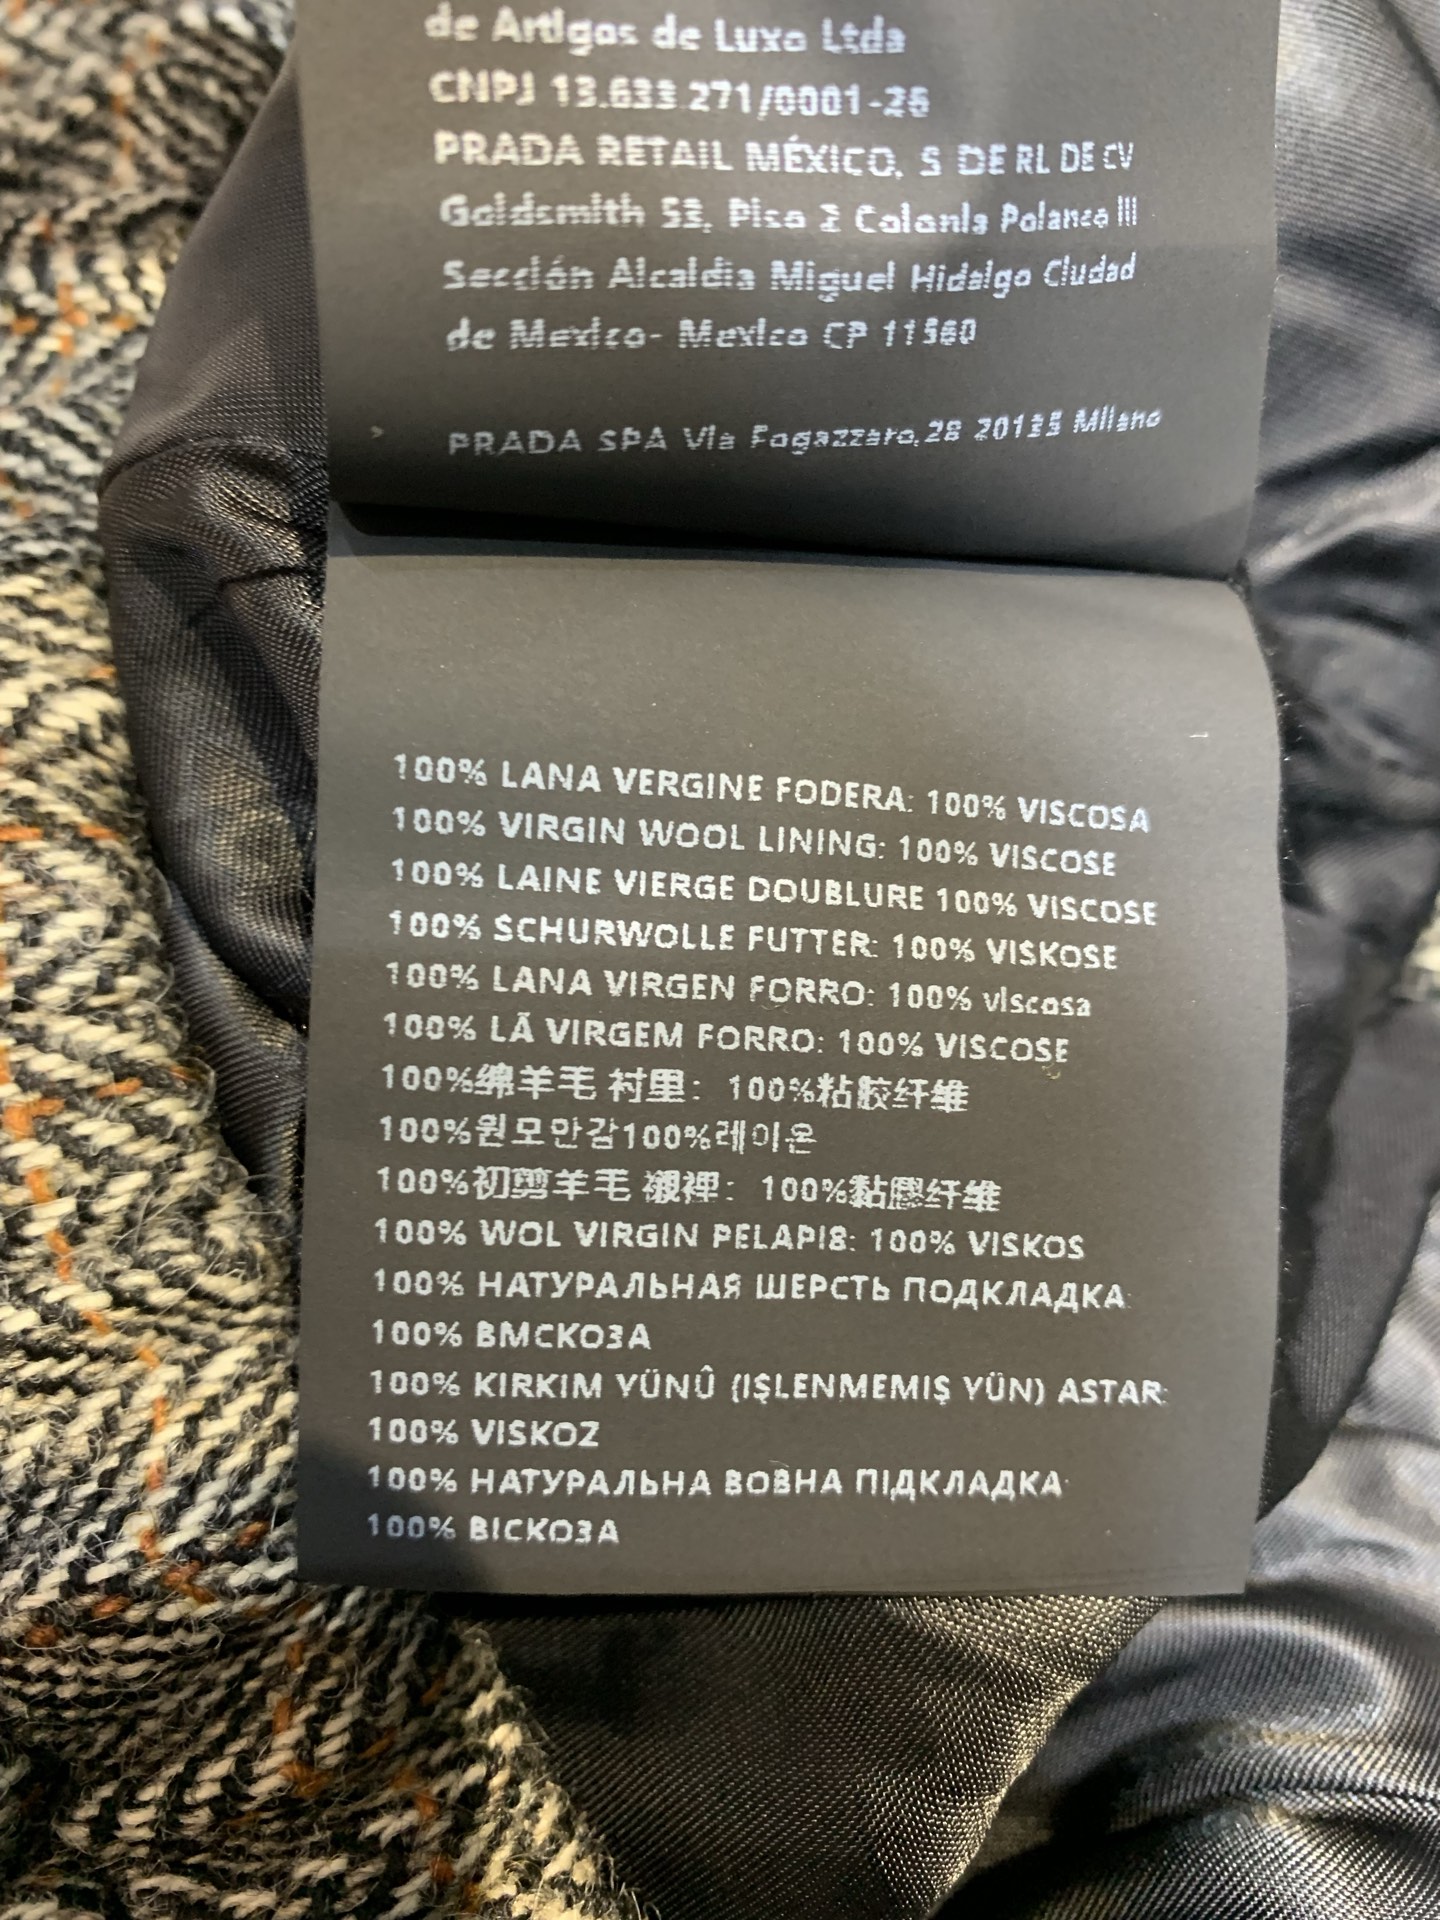 de Artigos de Luxo Ltda
CNPJ 13.633.271/0001-26
PRADA RETAIL MÉXICO, S DE RL DE CV
Goldsmith 53, Piso 2 Colonia Polanco III
Sección Alcaldia Miguel Hidalgo Ciudad
de Mexico- Mexico CP 11560
PRADA SPA Via Fogazzaro,28 20135 Milano
100% LANA VERGINE FODERA: 100% VISCOSA
100% VIRGIN WOOL LINING: 100% VISCOSE
100% LAINE VIERGE DOUBLURE 100% VISCOSE
100% SCHURWOLLE FUTTER: 100% VISKOSE
100% LANA VIRGEN FORRO: 100% viscosa
100% LÃ VIRGEM FORRO: 100% VISCOSE
100%绵羊毛 衬里: 100%粘胶纤维
100%원모안감100%레이온
100%初剪羊毛 襯裡: 100%黏膠纤维
100% WOL VIRGIN PELAPI8: 100% VISKOS
100% НАТУРАЛЬНАЯ ШЕРСТЬ ПОДКЛАДКА:
100% ВМСКОЗА
100% KIRKIM YÜNÛ (IŞLENMEMIŞ YÜN) ASTAR:
100% VISKOZ
100% НАТУРАЛЬНА ВОВНА ПІДКЛАДКА:
100% ВІСКОЗА